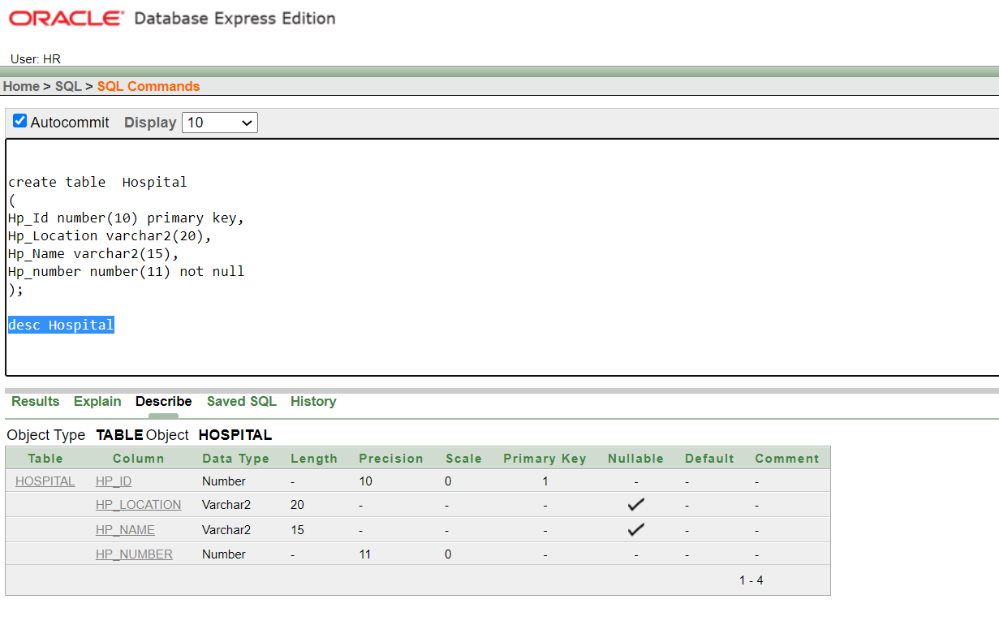 ORACLE® Database Express Edition
User: HR
Home > SQL > SQL Commands
Autocommit Display 10
create table  Hospital
(
Hp_Id number(10) primary key,
Hp_Location varchar2(20),
Hp_Name varchar2(15),
Hp_number number(11) not null
);
desc Hospital
Results Explain Describe Saved SQL History
Object Type TABLE Object HOSPITAL
Table Column Data Type Length Precision Scale Primary Key Nullable Default Comment
HOSPITAL HP_ID Number - 10 0 1 - - -
HP_LOCATION Varchar2 20 - - - ✓ - -
HP_NAME Varchar2 15 - - - ✓ - -
HP_NUMBER Number - 11 0 - - - -
1 - 4